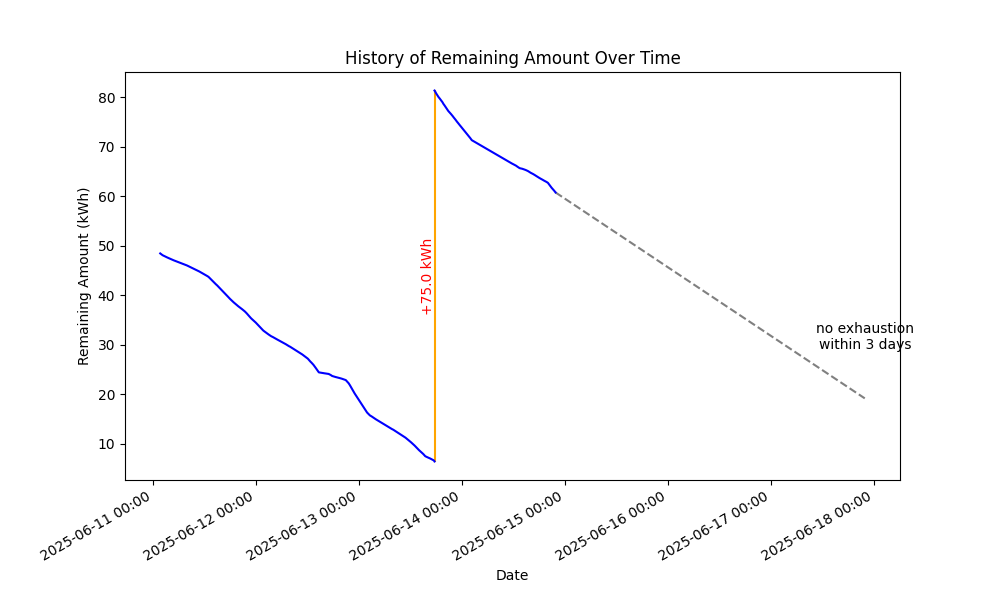 History of Remaining Amount Over Time
Remaining Amount (kWh)
80
70
60
50
40
30
20
10
+75.0 kWh
no exhaustion
within 3 days
2025-06-11 00:00
2025-06-12 00:00
2025-06-13 00:00
2025-06-14 00:00
2025-06-15 00:00
2025-06-16 00:00
2025-06-17 00:00
2025-06-18 00:00
Date